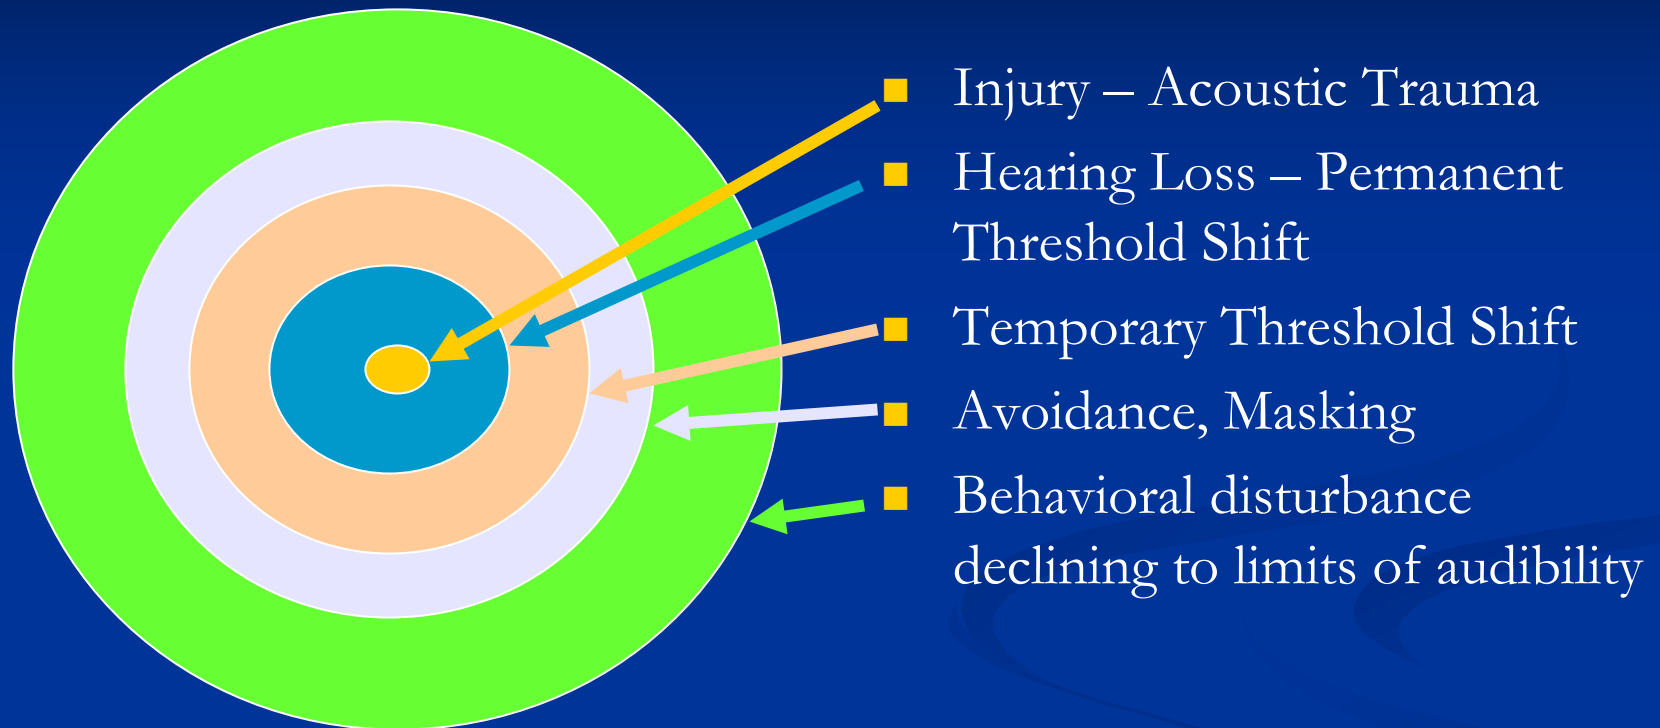 Injury – Acoustic Trauma
Hearing Loss – Permanent
Threshold Shift
Temporary Threshold Shift
Avoidance, Masking
Behavioral disturbance
declining to limits of audibility